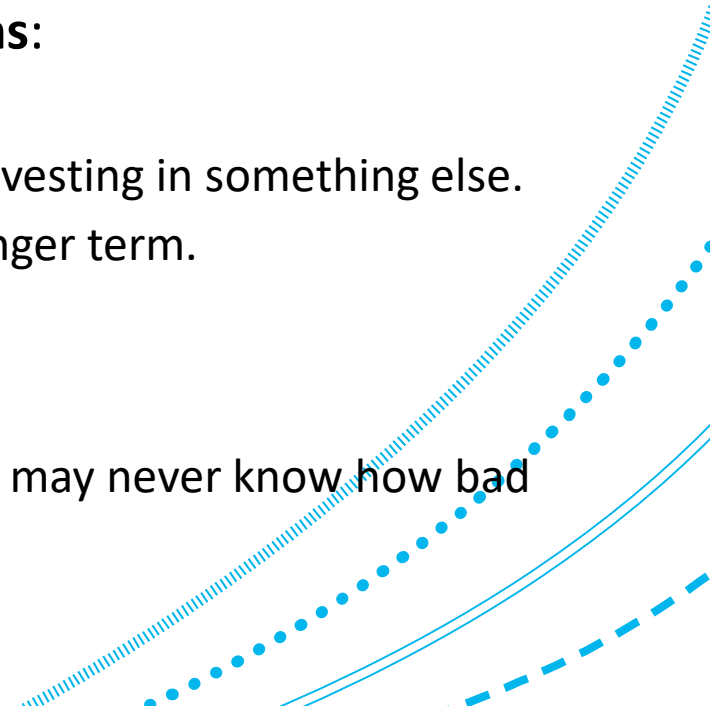 ns:
vesting in something else.
nger term.
may never know how bad